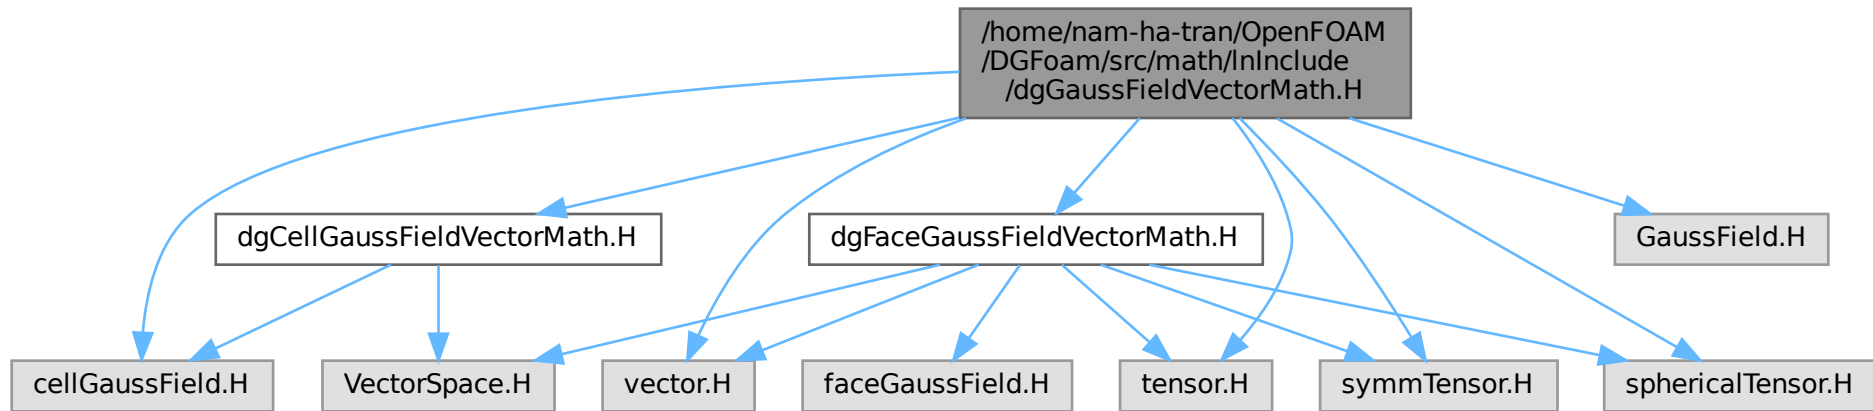 /home/nam-ha-tran/OpenFOAM
/DGFoam/src/math/lnInclude
/dgGaussFieldVectorMath.H
dgCellGaussFieldVectorMath.H
dgFaceGaussFieldVectorMath.H
GaussField.H
cellGaussField.H
VectorSpace.H
vector.H
faceGaussField.H
tensor.H
symmTensor.H
sphericalTensor.H